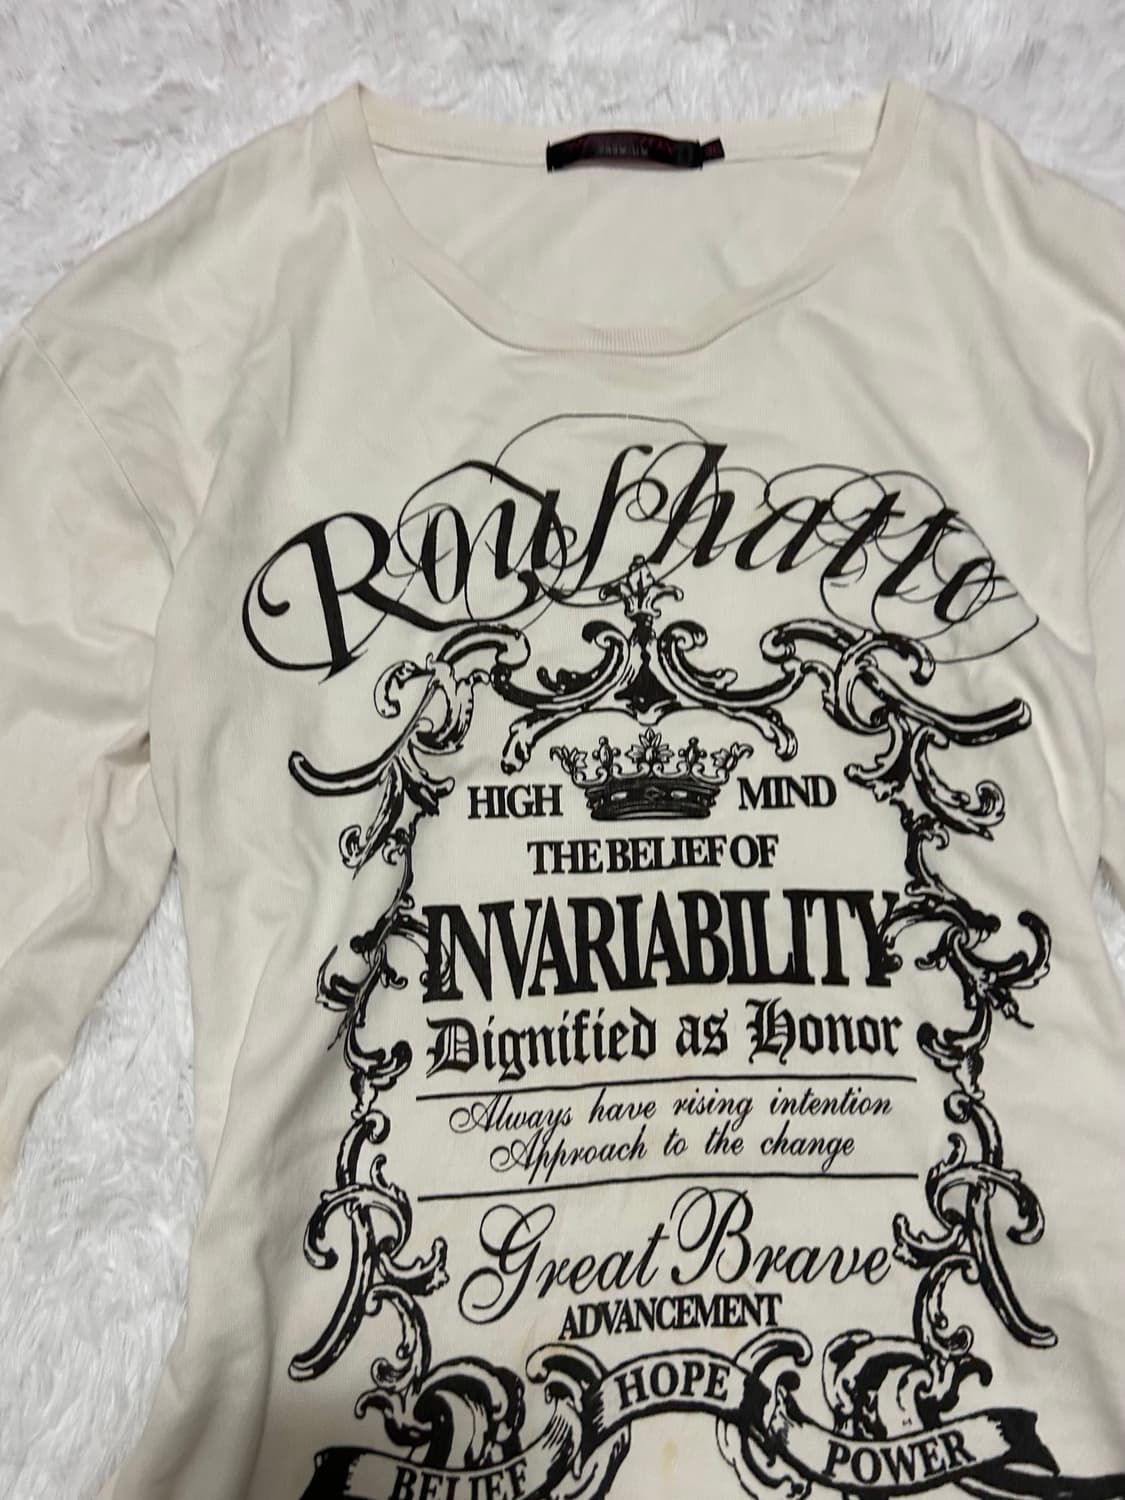 Roushatto
HIGH MIND
THE BELIEF OF
INVARIABILITY
Dignified as Honor
Always have rising intention
Approach to the change
Great Brave
ADVANCEMENT
HOPE
BELIEF POWER